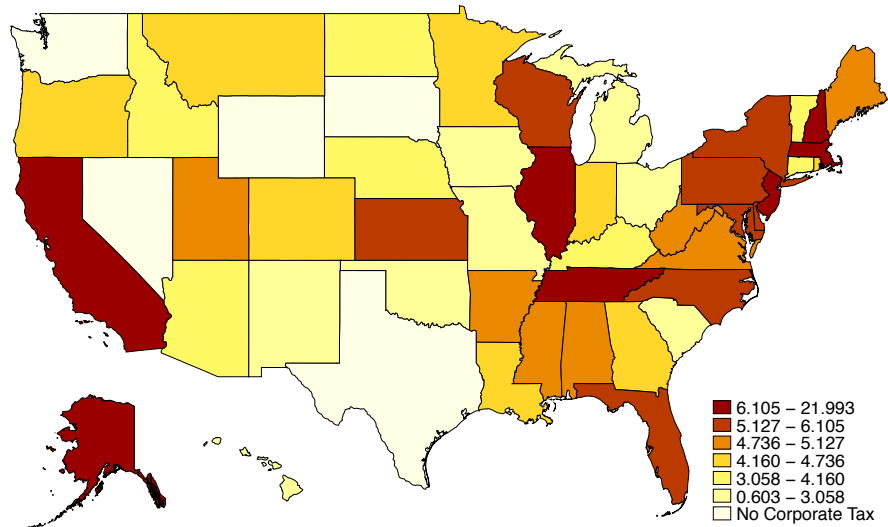 6.105 – 21.993
5.127 – 6.105
4.736 – 5.127
4.160 – 4.736
3.058 – 4.160
0.603 – 3.058
No Corporate Tax